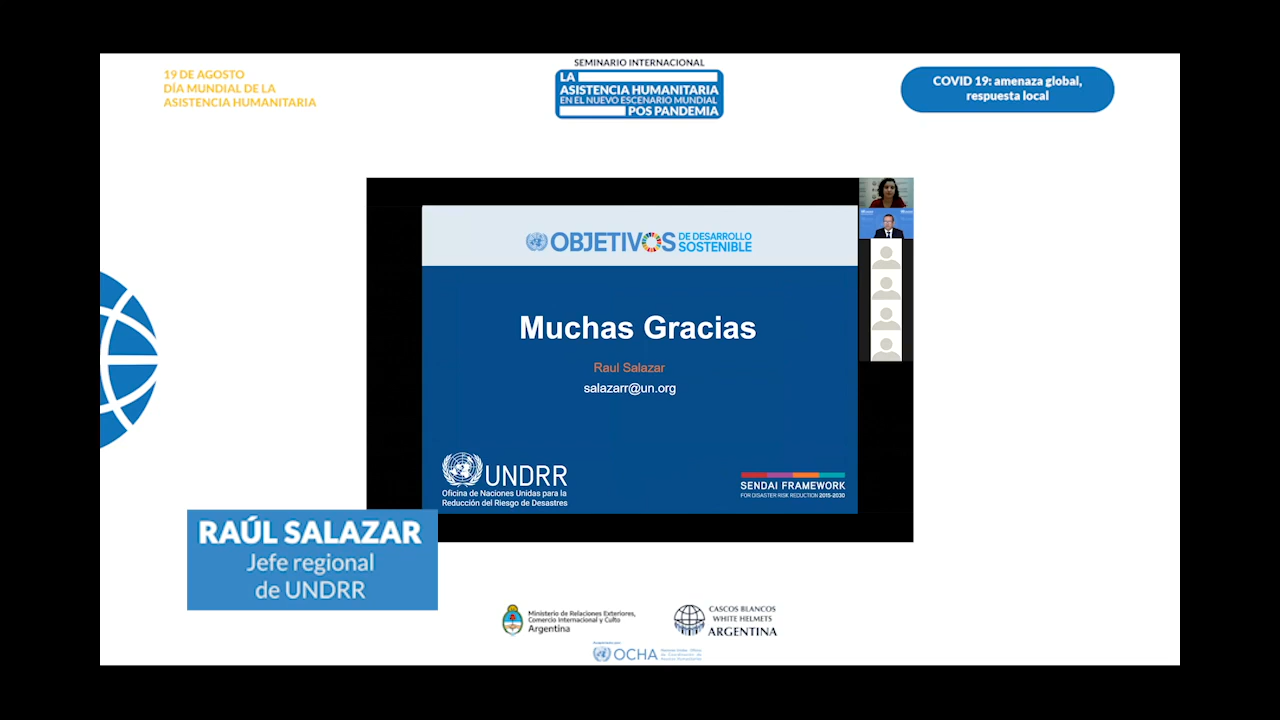 19 DE AGOSTO
DÍA MUNDIAL DE LA
ASISTENCIA HUMANITARIA
SEMINARIO INTERNACIONAL
LA
ASISTENCIA HUMANITARIA
EN EL NUEVO ESCENARIO MUNDIAL
POS PANDEMIA
COVID 19: amenaza global,
respuesta local
OBJETIVOS DE DESARROLLO
SOSTENIBLE
Muchas Gracias
Raul Salazar
salazarr@un.org
UNDRR
Oficina de Naciones Unidas para la
Reducción del Riesgo de Desastres
SENDAI FRAMEWORK
FOR DISASTER RISK REDUCTION 2015-2030
RAÚL SALAZAR
Jefe regional
de UNDRR
Ministerio de Relaciones Exteriores,
Comercio Internacional y Culto
Argentina
CASCOS BLANCOS
WHITE HELMETS
ARGENTINA
OCHA